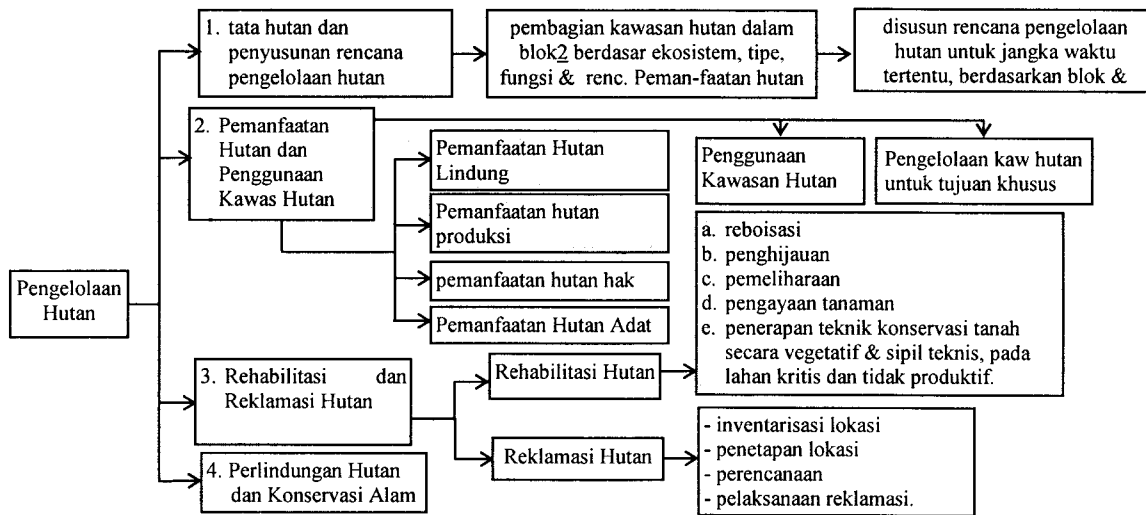 1. tata hutan dan
penyusunan rencana
pengelolaan hutan
pembagian kawasan hutan dalam
blok2 berdasar ekosistem, tipe,
fungsi & renc. Peman-faatan hutan
disusun rencana pengelolaan
hutan untuk jangka waktu
tertentu, berdasarkan blok &
2. Pemanfaatan
Hutan dan
Penggunaan
Kawas Hutan
Pemanfaatan Hutan
Lindung
Pemanfaatan hutan
produksi
pemanfaatan hutan hak
Pemanfaatan Hutan Adat
Penggunaan
Kawasan Hutan
Pengelolaan kaw hutan
untuk tujuan khusus
Pengelolaan
Hutan
3. Rehabilitasi dan
Reklamasi Hutan
Rehabilitasi Hutan
a. reboisasi
b. penghijauan
c. pemeliharaan
d. pengayaan tanaman
e. penerapan teknik konservasi tanah
secara vegetatif & sipil teknis, pada
lahan kritis dan tidak produktif.
Reklamasi Hutan
- inventarisasi lokasi
- penetapan lokasi
- perencanaan
- pelaksanaan reklamasi.
4. Perlindungan Hutan
dan Konservasi Alam